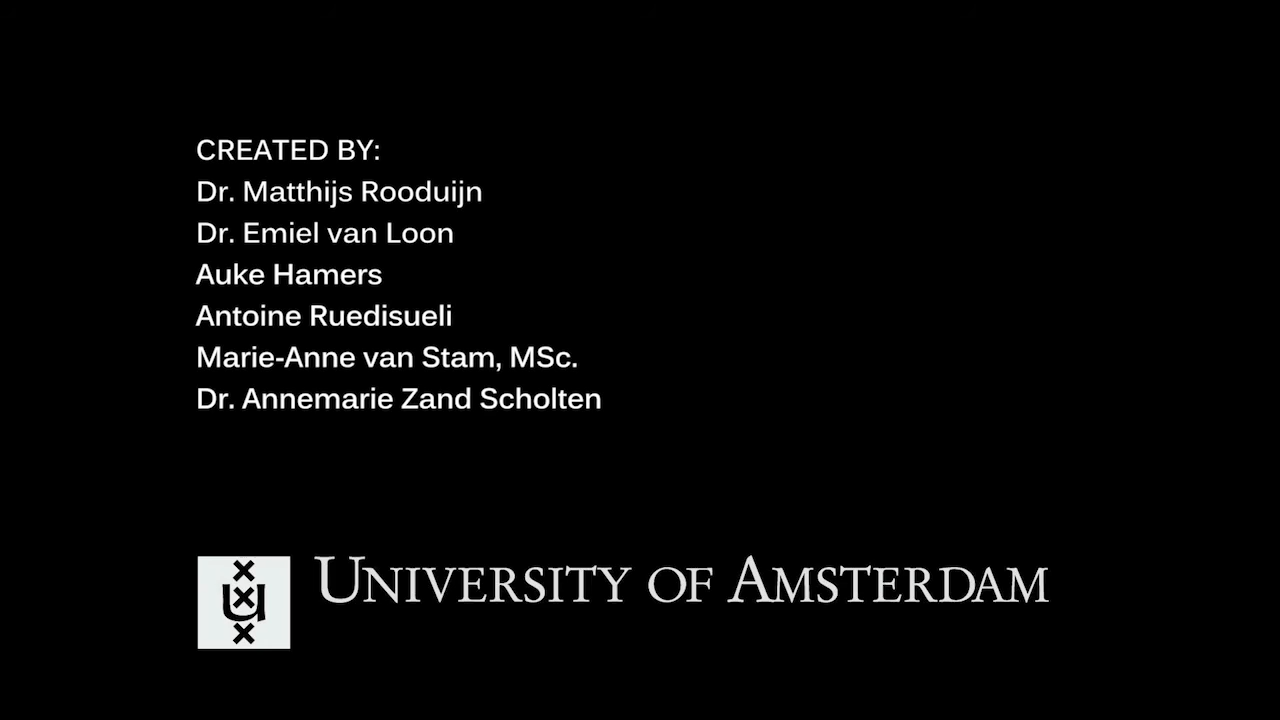 CREATED BY:
Dr. Matthijs Rooduijn
Dr. Emiel van Loon
Auke Hamers
Antoine Ruedisueli
Marie-Anne van Stam, MSc.
Dr. Annemarie Zand Scholten
UNIVERSITY OF AMSTERDAM